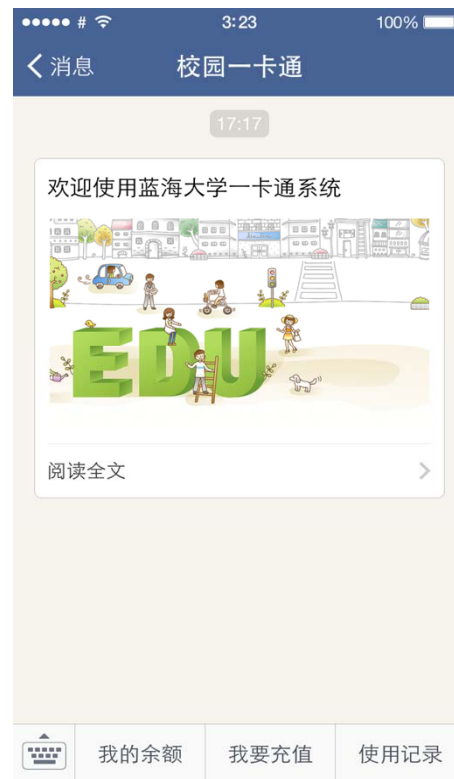 # 3:23 100%
消息 校园一卡通
17:17
欢迎使用蓝海大学一卡通系统
EDU
阅读全文
我的余额 我要充值 使用记录